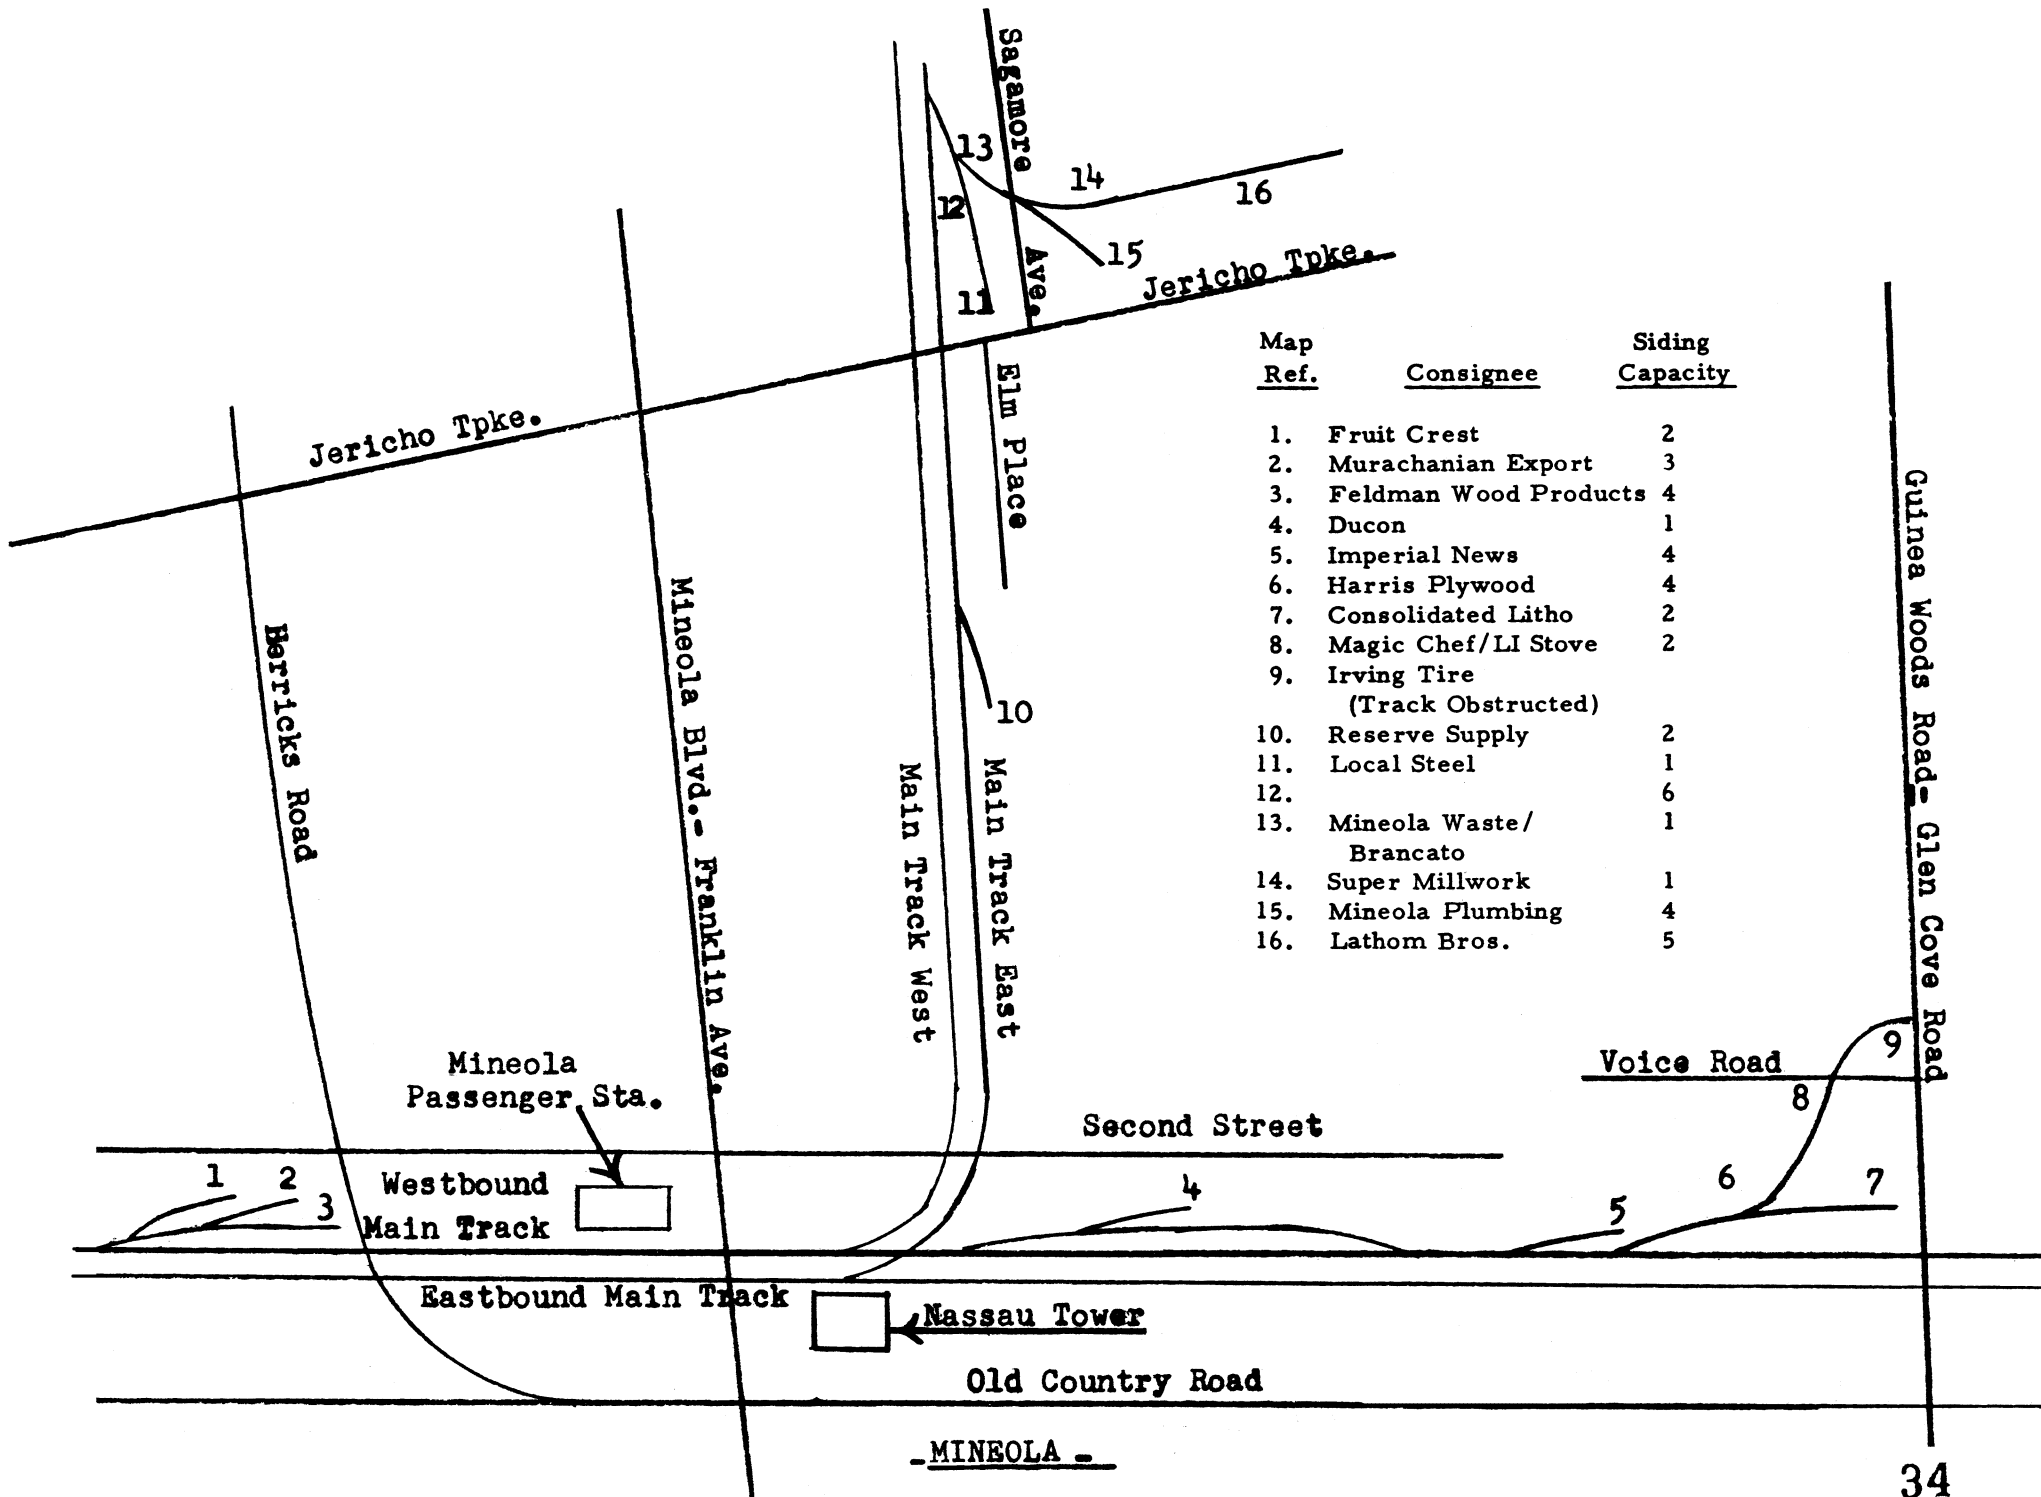 Sagamore
Ave.
13
14
16
12
15
11
Jericho Tpke.
Jericho Tpke.
Elm Place
Map Siding
Ref. Consignee Capacity
1. Fruit Crest 2
2. Murachanian Export 3
3. Feldman Wood Products 4
4. Ducon 1
5. Imperial News 4
6. Harris Plywood 4
7. Consolidated Litho 2
8. Magic Chef/LI Stove 2
9. Irving Tire
(Track Obstructed)
10. Reserve Supply 2
11. Local Steel 1
12. 6
13. Mineola Waste/ 1
Brancato
14. Super Millwork 1
15. Mineola Plumbing 4
16. Lathom Bros. 5
Guinea Woods Road- Glen Cove Road
Herricks Road
Mineola Blvd.- Franklin Ave.
10
Main Track West
Main Track East
Mineola
Passenger Sta.
Voice Road
9
8
Second Street
1
2
3
Westbound
Main Track
4
5
6
7
Eastbound Main Track
Nassau Tower
Old Country Road
-MINEOLA -
34